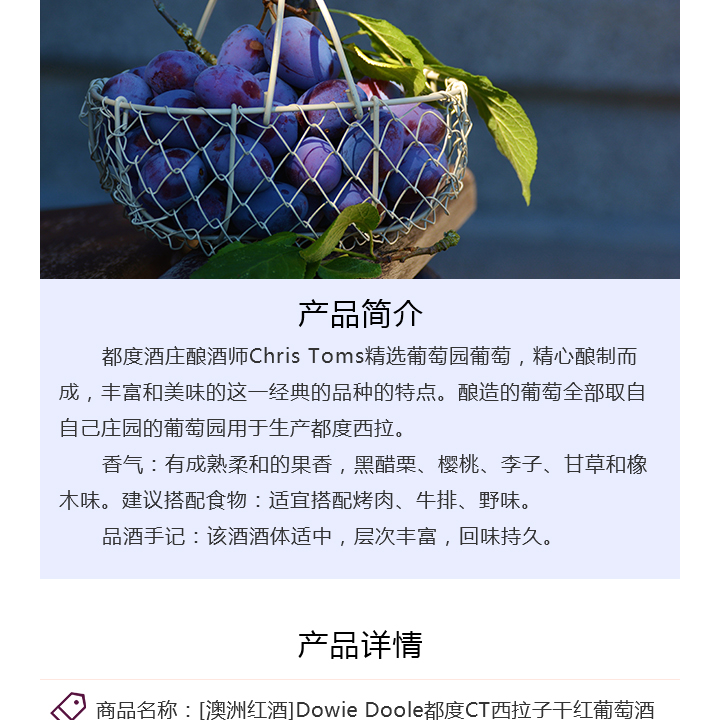 产品简介
都度酒庄酿酒师Chris Toms精选葡萄园葡萄，精心酿制而
成，丰富和美味的这一经典的品种的特点。酿造的葡萄全部取自
自己庄园的葡萄园用于生产都度西拉。
香气：有成熟柔和的果香，黑醋栗、樱桃、李子、甘草和橡
木味。建议搭配食物：适宜搭配烤肉、牛排、野味。
品酒手记：该酒酒体适中，层次丰富，回味持久。
产品详情
商品名称：[澳洲红酒]Dowie Doole都度CT西拉子干红葡萄酒